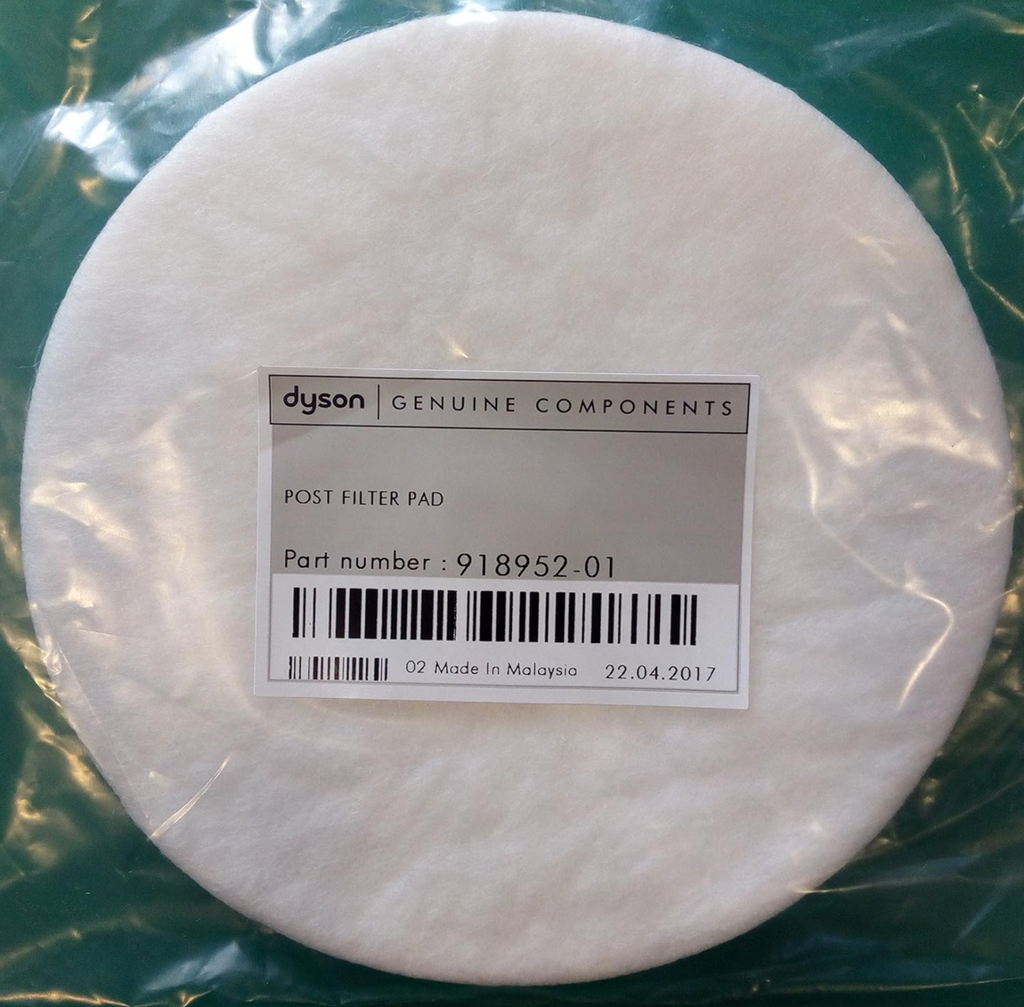 dyson GENUINE COMPONENTS
POST FILTER PAD
Part number : 918952-01
02 Made In Malaysia 22.04.2017